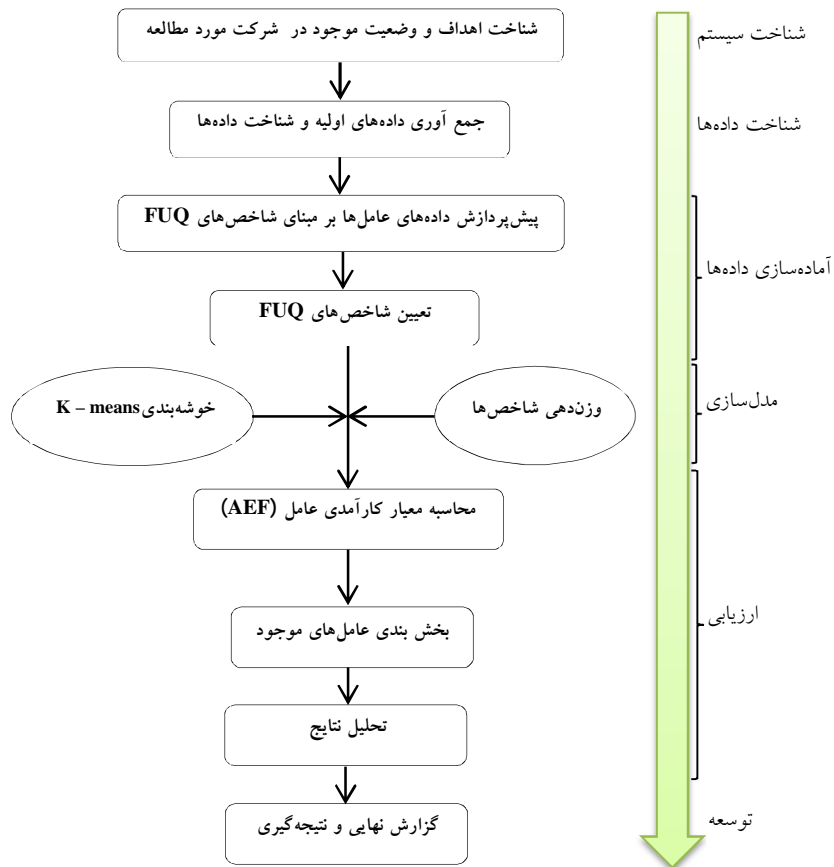 شناخت اهداف و وضعیت موجود در شرکت مورد مطالعه
شناخت سیستم
جمع آوری داده‌های اولیه و شناخت داده‌ها
شناخت داده‌ها
پیش‌پردازش داده‌های عامل‌ها بر مبنای شاخص‌های FUQ
آماده‌سازی داده‌ها
تعیین شاخص‌های FUQ
وزن‌دهی شاخص‌ها
خوشه‌بندی K – means
مدل‌سازی
محاسبه معیار کارآمدی عامل (AEF)
بخش بندی عامل‌های موجود
ارزیابی
تحلیل نتایج
گزارش نهایی و نتیجه‌گیری
توسعه